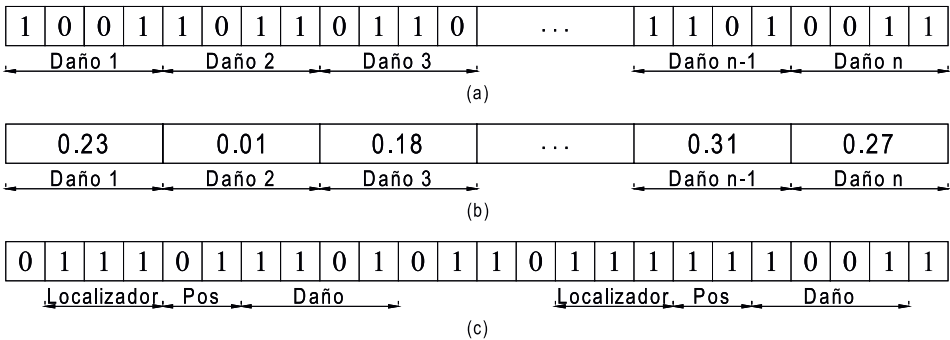 1 0 0 1 1 0 1 1 0 1 1 0 ... 1 1 0 1 0 0 1 1
Daño 1 Daño 2 Daño 3 Daño n-1 Daño n
(a)
0.23 0.01 0.18 ... 0.31 0.27
Daño 1 Daño 2 Daño 3 Daño n-1 Daño n
(b)
0 1 1 1 0 1 1 1 0 1 0 1 1 0 1 1 1 1 1 1 0 0 1 1
Localizador Pos Daño Localizador Pos Daño
(c)